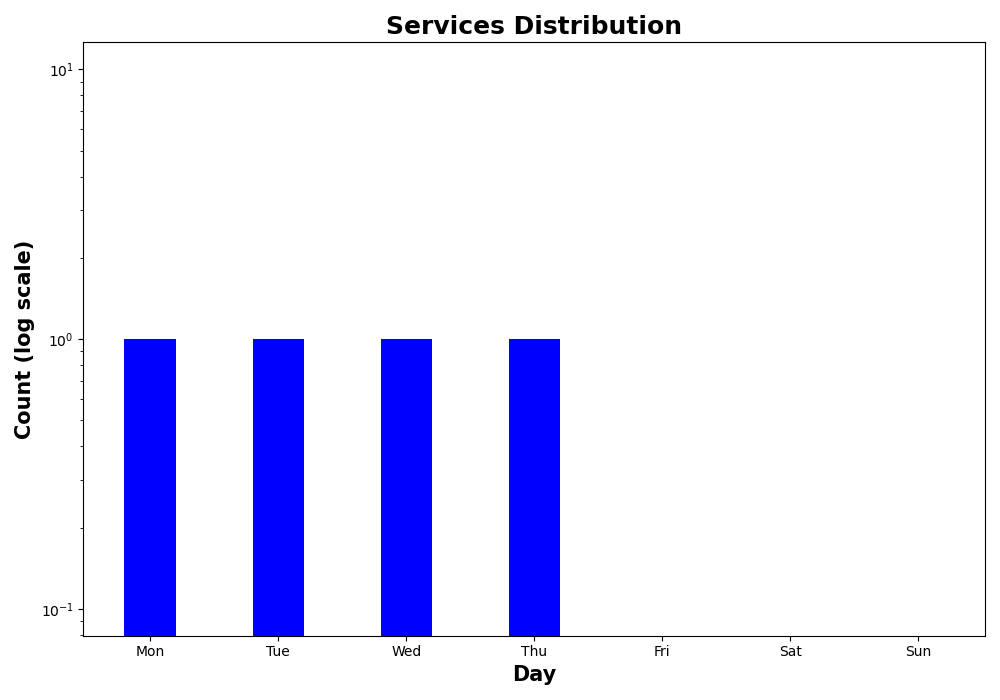 Services Distribution
Count (log scale)
10¹
10⁰
10⁻¹
Mon Tue Wed Thu Fri Sat Sun
Day